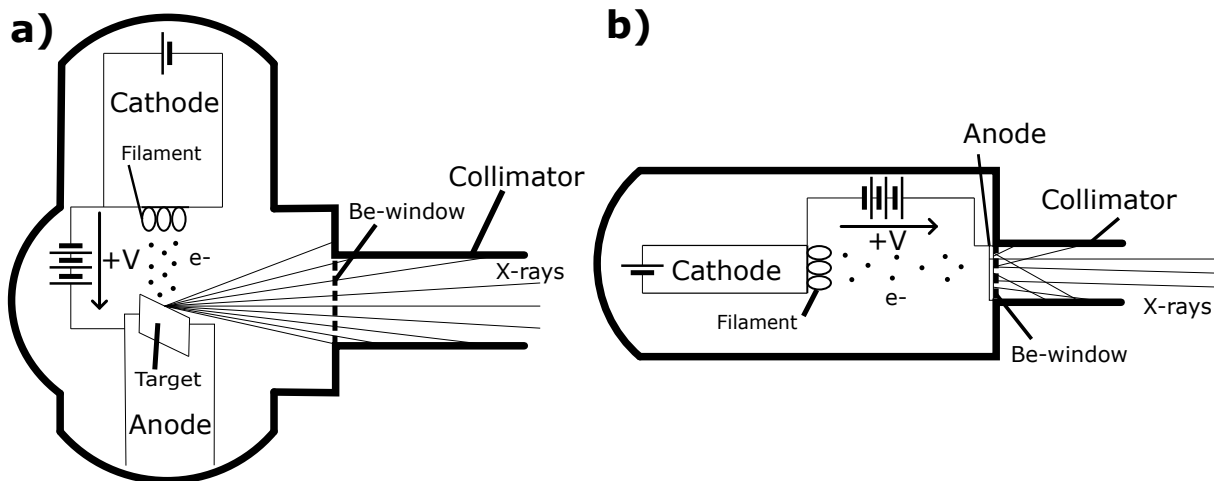 a)
Cathode
Filament
Collimator
Be-window
+V
e-
X-rays
Target
Anode
b)
Anode
Collimator
+V
Cathode
e-
Filament
X-rays
Be-window